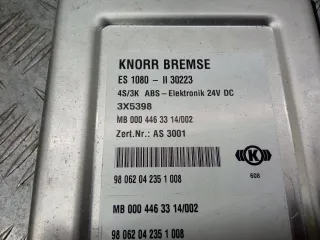 KNORR BREMSE
ES 1080 - II 30223
4S/3K ABS - Elektronik 24V DC
3X5398
MB 000 446 33 14/002
Zert.Nr.: AS 3001
K
608
98 062 04 235 1 008
MB 000 446 33 14/002
98 062 04 235 1 008